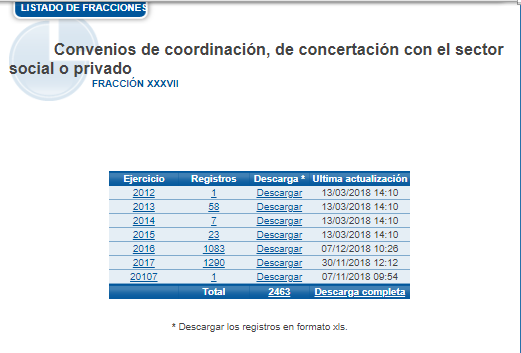 LISTADO DE FRACCIONES
Convenios de coordinación, de concertación con el sector
social o privado
FRACCIÓN XXXVII
Ejercicio Registros Descarga * Ultima actualización
2012 1 Descargar 13/03/2018 14:10
2013 58 Descargar 13/03/2018 14:10
2014 7 Descargar 13/03/2018 14:10
2015 23 Descargar 13/03/2018 14:10
2016 1083 Descargar 07/12/2018 10:26
2017 1290 Descargar 30/11/2018 12:12
20107 1 Descargar 07/11/2018 09:54
Total 2463 Descarga completa
* Descargar los registros en formato xls.